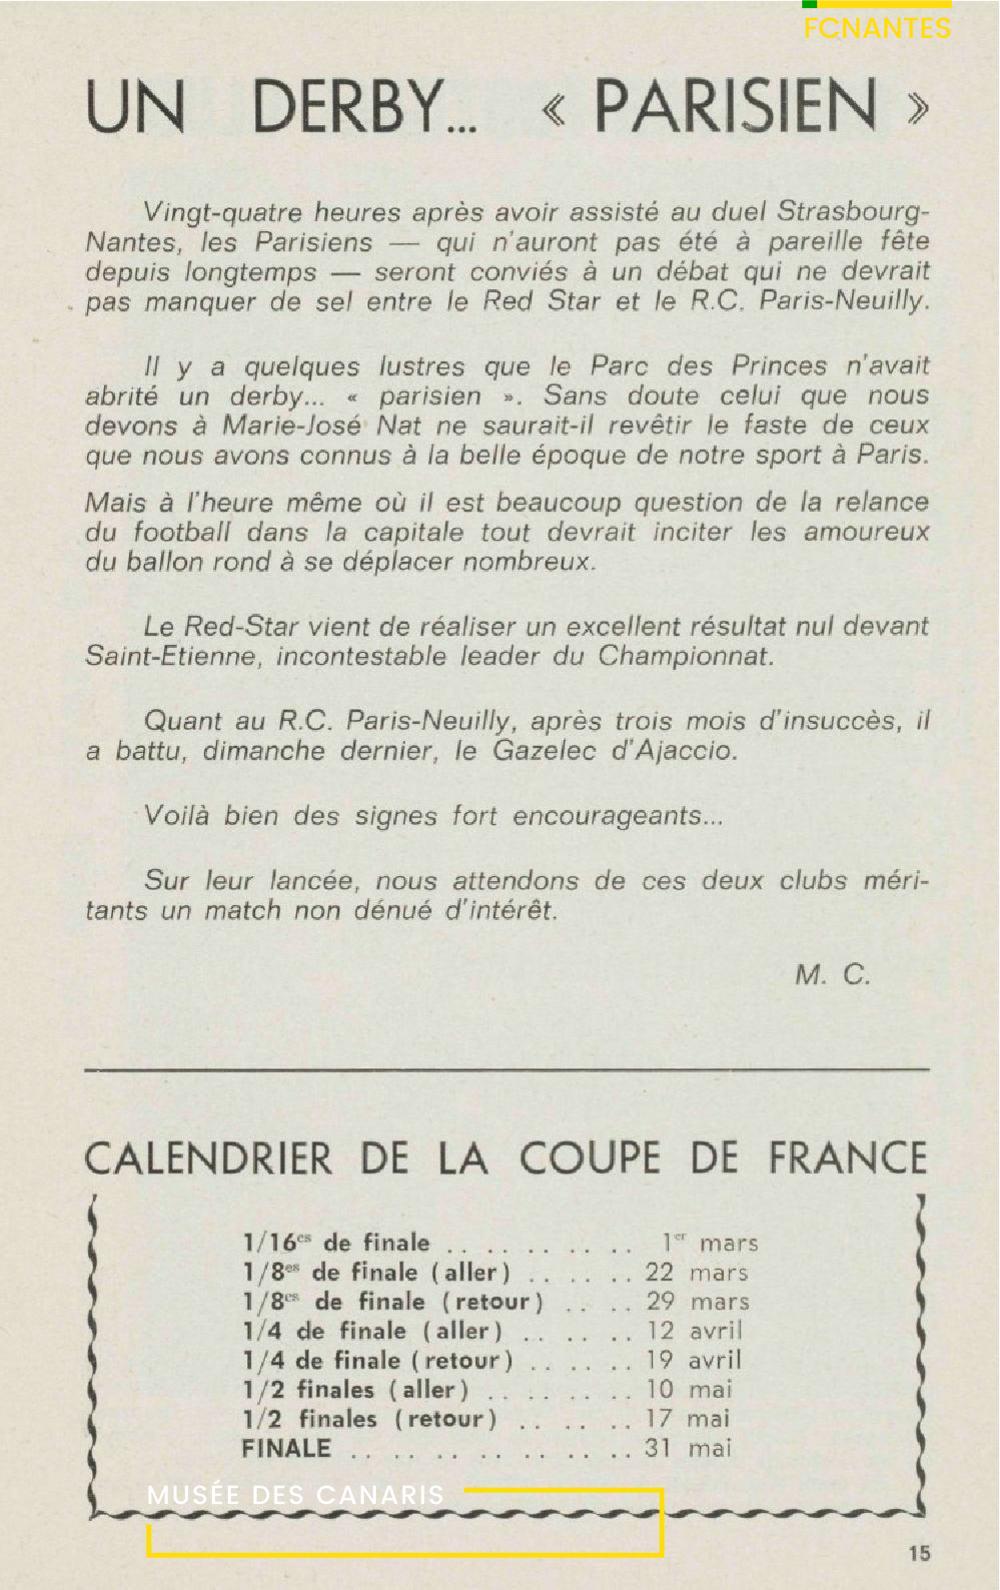 FCNANTES
UN DERBY... « PARISIEN »
Vingt-quatre heures après avoir assisté au duel Strasbourg-
Nantes, les Parisiens — qui n'auront pas été à pareille fête
depuis longtemps — seront conviés à un débat qui ne devrait
pas manquer de sel entre le Red Star et le R.C. Paris-Neuilly.
Il y a quelques lustres que le Parc des Princes n'avait
abrité un derby... « parisien ». Sans doute celui que nous
devons à Marie-José Nat ne saurait-il revêtir le faste de ceux
que nous avons connus à la belle époque de notre sport à Paris.
Mais à l'heure même où il est beaucoup question de la relance
du football dans la capitale tout devrait inciter les amoureux
du ballon rond à se déplacer nombreux.
Le Red-Star vient de réaliser un excellent résultat nul devant
Saint-Etienne, incontestable leader du Championnat.
Quant au R.C. Paris-Neuilly, après trois mois d'insuccès, il
a battu, dimanche dernier, le Gazelec d'Ajaccio.
Voilà bien des signes fort encourageants...
Sur leur lancée, nous attendons de ces deux clubs méri-
tants un match non dénué d'intérêt.
M. C.
CALENDRIER DE LA COUPE DE FRANCE
1/16es de finale .. .. .. .. .. .. 1er mars
1/8es de finale (aller) .. .. .. 22 mars
1/8es de finale (retour) .. .. 29 mars
1/4 de finale (aller) .. .. .. 12 avril
1/4 de finale (retour) .. .. .. 19 avril
1/2 finales (aller) .. .. .. .. 10 mai
1/2 finales (retour) .. .. .. 17 mai
FINALE .. .. .. .. .. .. .. 31 mai
MUSÉE DES CANARIS
15